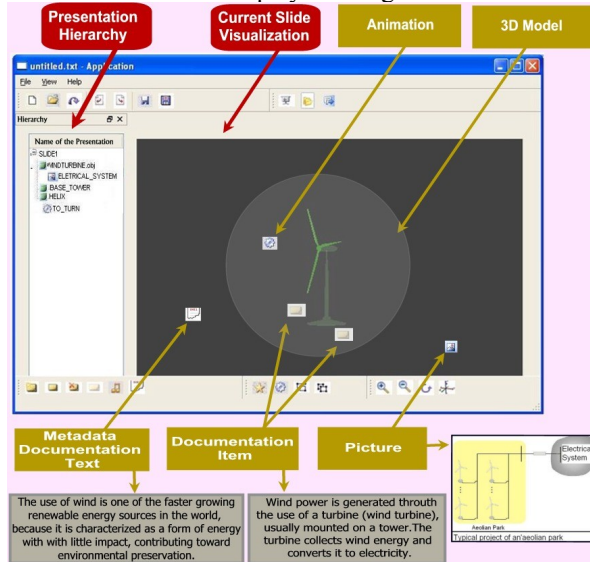 Presentation
Hierarchy
Current Slide
Visualization
Animation
3D Model
untitled.txt - Application
File View Help
Hierarchy
Name of the Presentation
SLIDE1
WINDTURBINE.obj
ELETRICAL_SYSTEM
BASE_TOWER
HELIX
TO_TURN
Metadada
Documentation
Text
Documentation
Item
Picture
The use of wind is one of the faster growing
renewable energy sources in the world,
because it is characterized as a form of energy
with with little impact, contributing toward
environmental preservation.
Wind power is generated throuth
the use of a turbine (wind turbine),
usually mounted on a tower.The
turbine collects wind energy and
converts it to electricity.
Electrical
System
Aeolian Park
Typical project of an'aeolian park